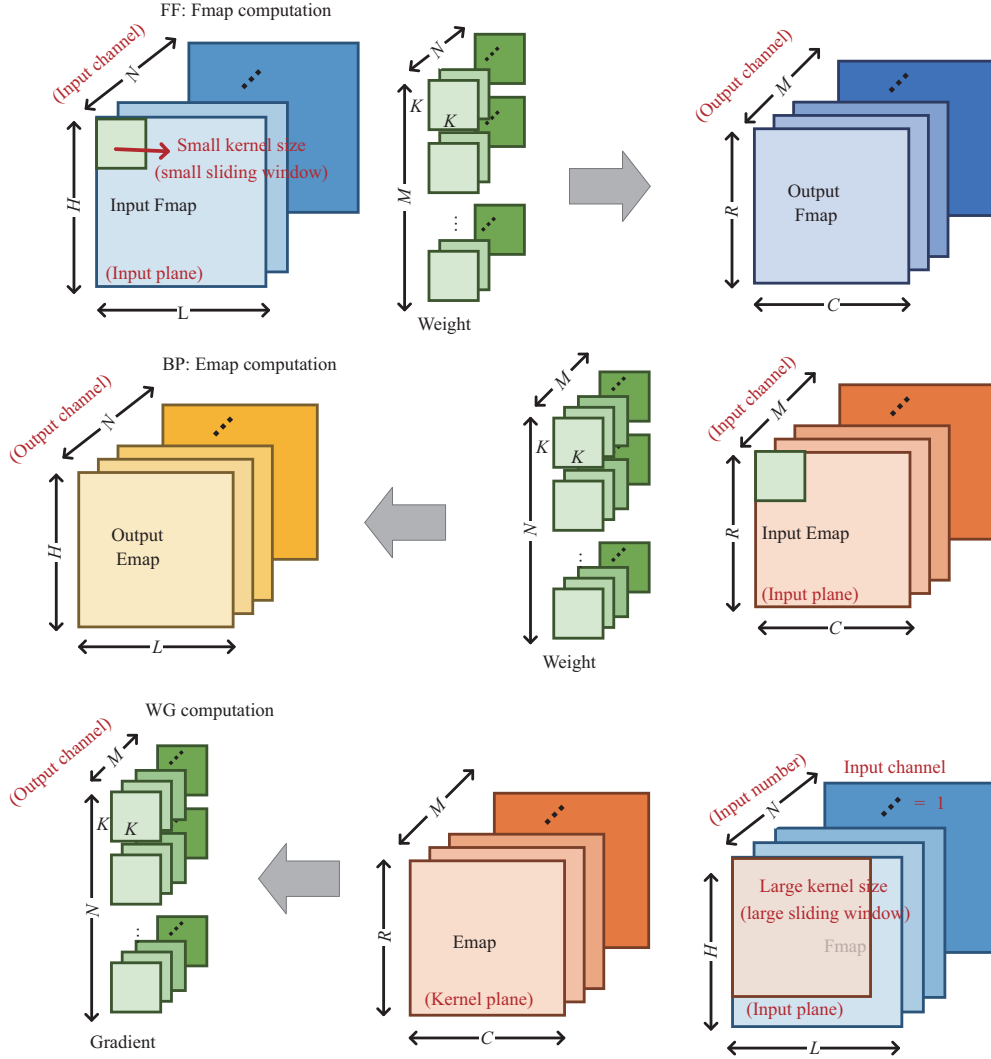 FF: Fmap computation
(Input channel)
N
H
Small kernel size
(small sliding window)
Input Fmap
(Input plane)
L
N
K
K
M
...
Weight
(Output channel)
M
R
Output
Fmap
C
BP: Emap computation
(Output channel)
N
H
Output
Emap
L
M
K
K
N
Weight
(Input channel)
M
R
Input Emap
(Input plane)
C
WG computation
(Output channel)
M
K
K
N
...
Gradient
M
R
Emap
(Kernel plane)
C
(Input number)
N
Input channel
= 1
H
Large kernel size
(large sliding window)
Fmap
(Input plane)
L